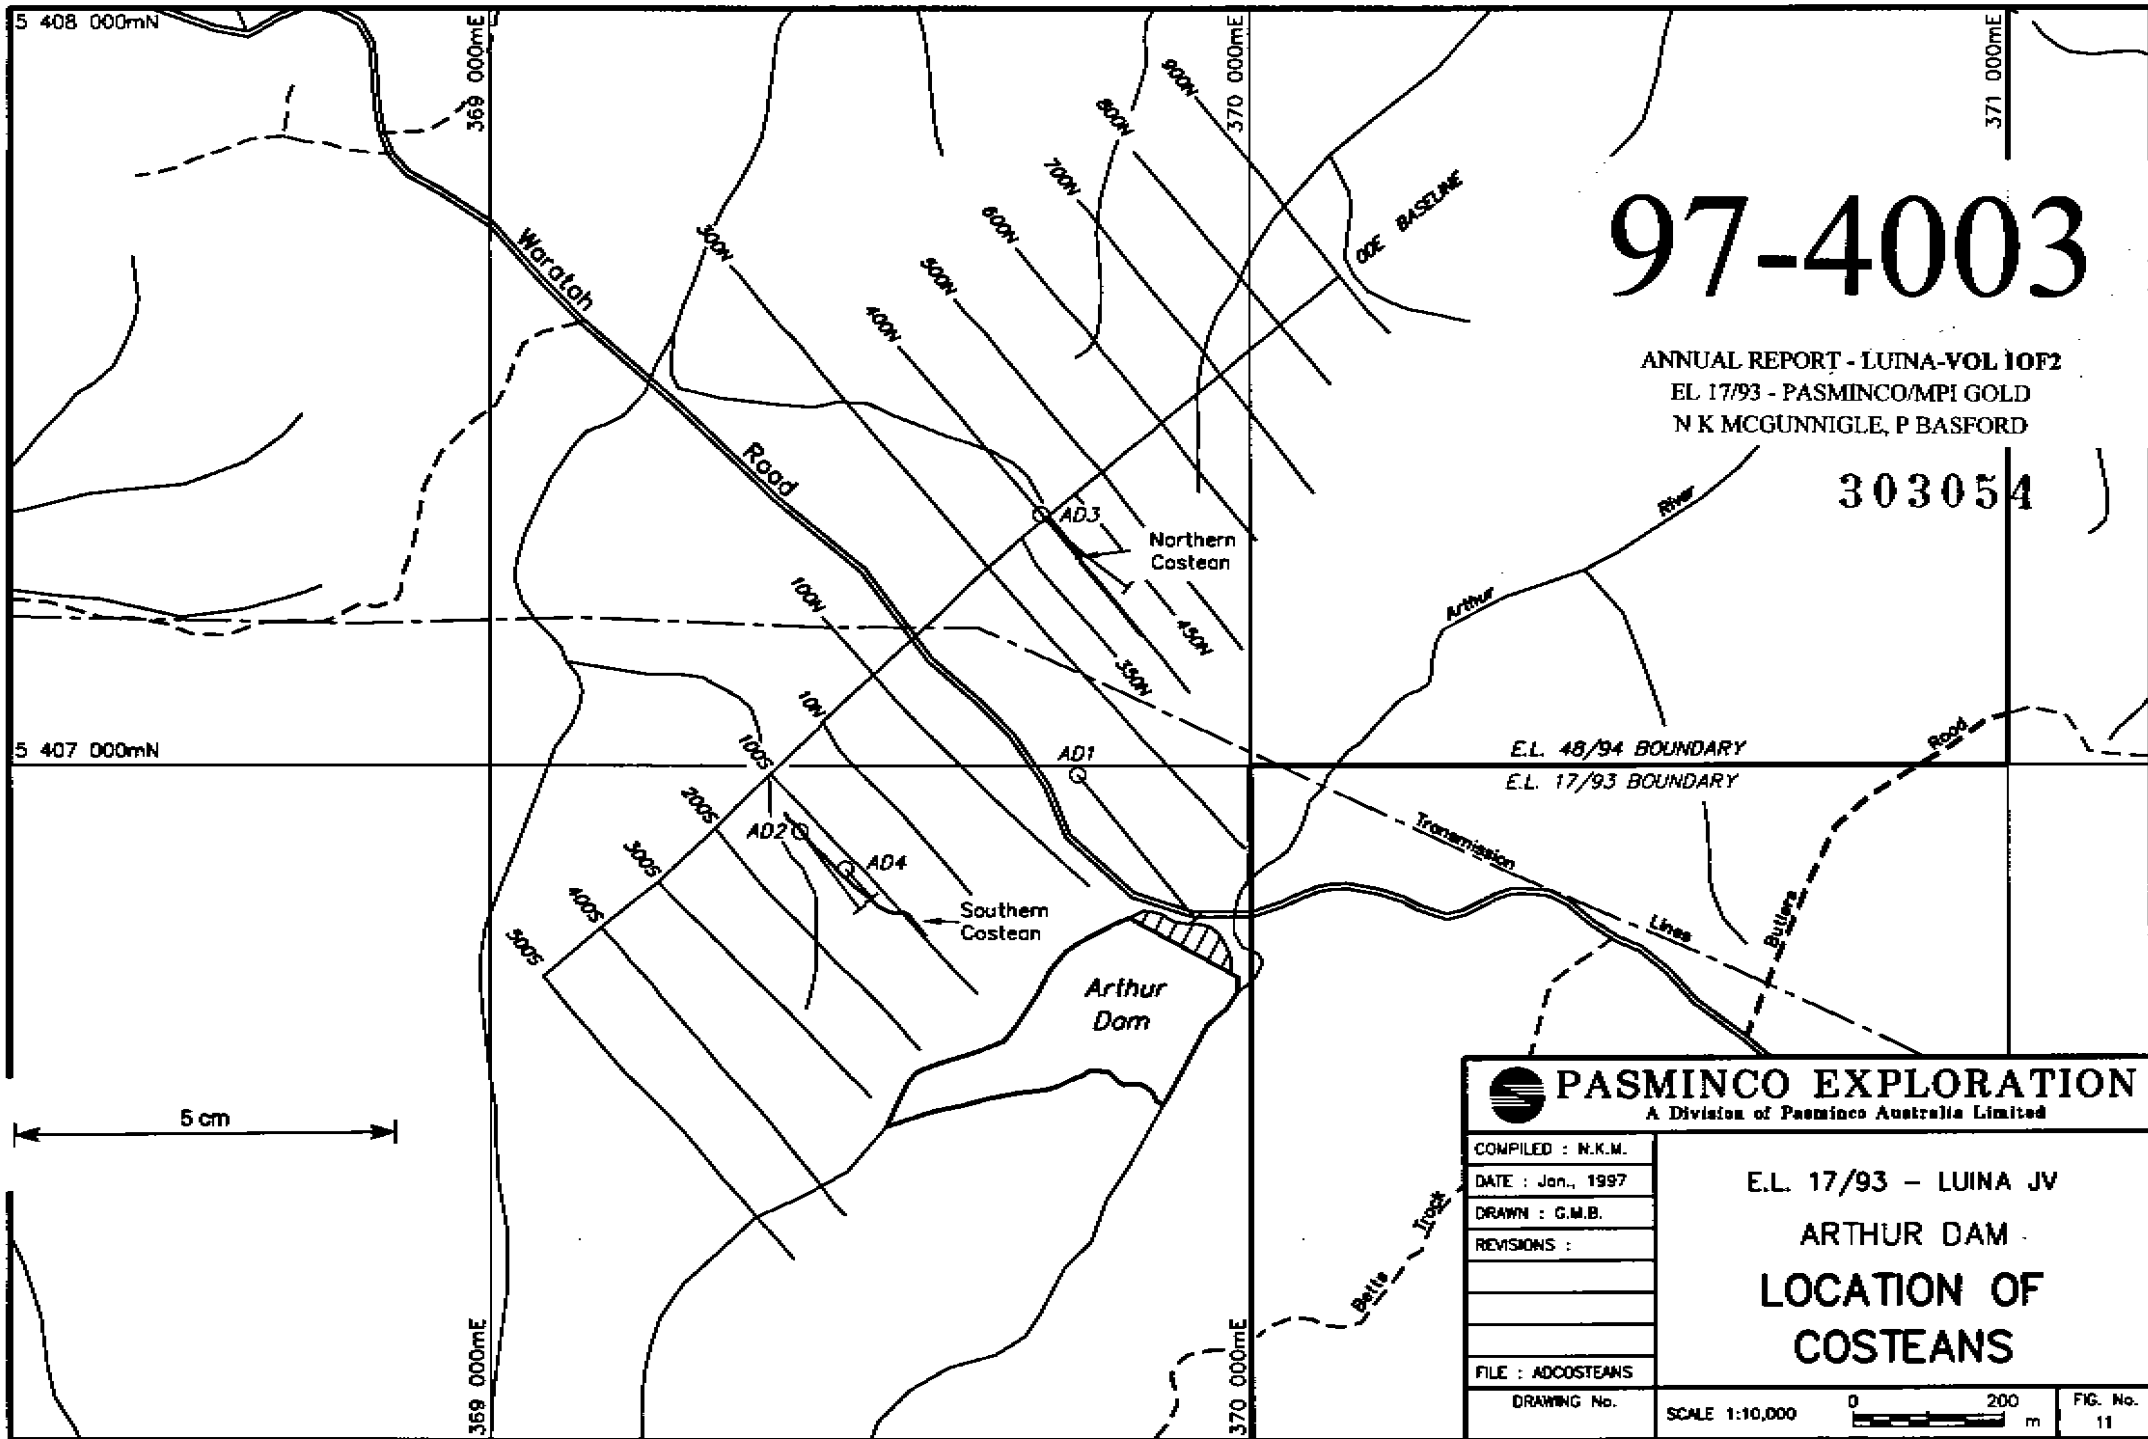 5 408 000mN
369 000mE
370 000mE
371 000mE
900N
800N
700N
600N
500N
400N
300N
00E BASELINE
Waratah
Road
97-4003
ANNUAL REPORT - LUINA-VOL 1OF2
EL 17/93 - PASMINCO/MPI GOLD
N K MCGUNNIGLE, P BASFORD
303054
AD3
Northern
Costean
Arthur
River
100N
450N
350N
10N
100S
5 407 000mN
AD1
E.L. 48/94 BOUNDARY
E.L. 17/93 BOUNDARY
Butlers
Road
200S
AD2
AD4
300S
400S
500S
Southern
Costean
Transmission
Lines
Arthur
Dam
5 cm
Betts
Track
369 000mE
370 000mE
PASMINCO EXPLORATION
A Division of Pasminco Australia Limited
COMPILED : N.K.M.
DATE : Jan., 1997
DRAWN : G.M.B.
REVISIONS :
FILE : ADCOSTEANS
DRAWING No.
E.L. 17/93 - LUINA JV
ARTHUR DAM
LOCATION OF
COSTEANS
SCALE 1:10,000
0 200
m
FIG. No.
11